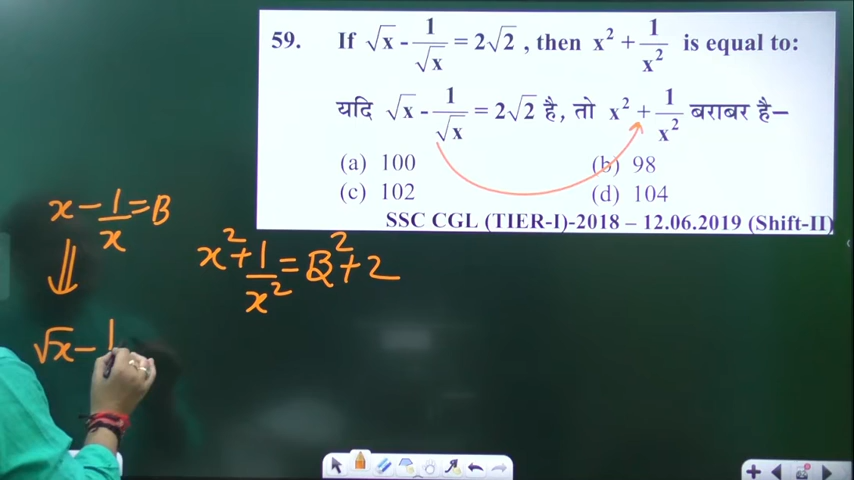 59. If √x - 1/√x = 2√2 , then x² + 1/x² is equal to:
यदि √x - 1/√x = 2√2 है, तो x² + 1/x² बराबर है–
(a) 100 (b) 98
(c) 102 (d) 104
SSC CGL (TIER-I)-2018 – 12.06.2019 (Shift-II)
x - 1/x = B
x² + 1/x² = B² + 2
√x - 1